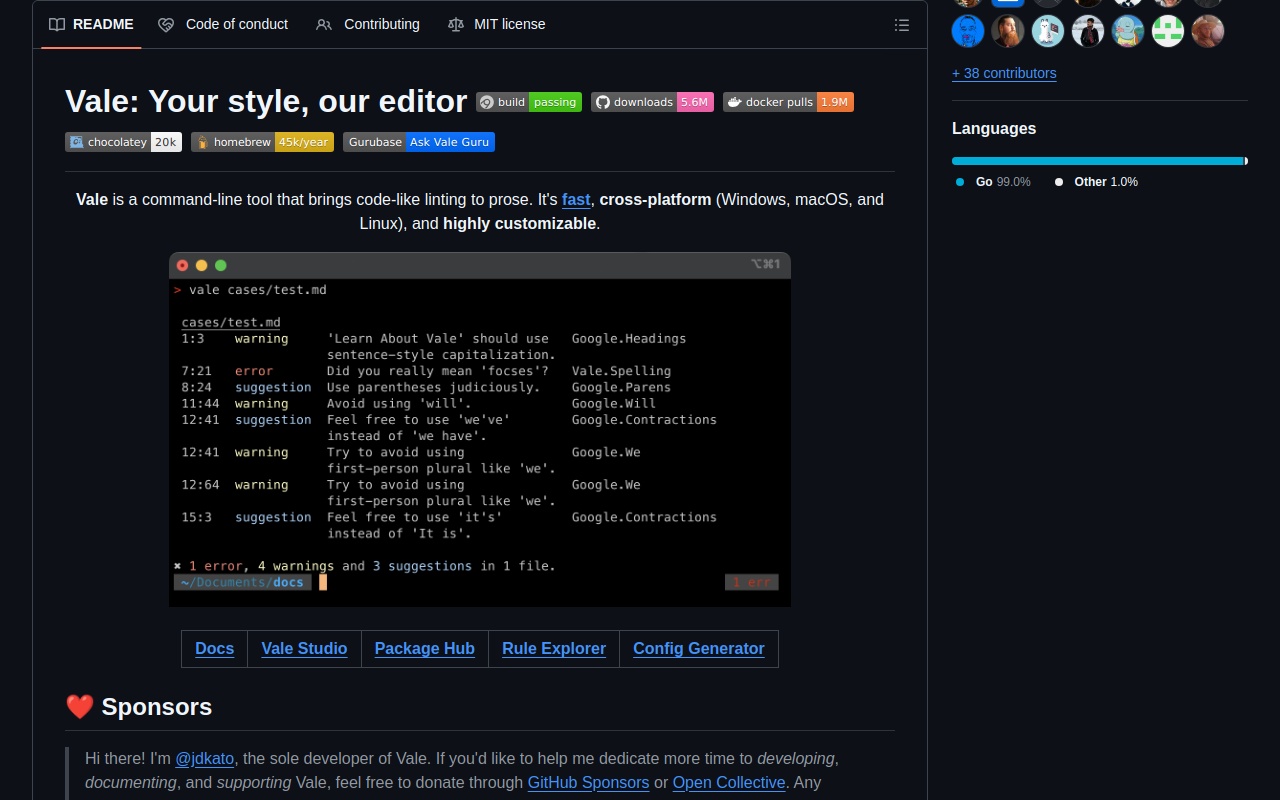 README
Code of conduct
Contributing
MIT license
Vale: Your style, our editor
build passing
downloads 5.6M
docker pulls 1.9M
chocolatey 20k
homebrew 45k/year
Gurubase Ask Vale Guru
Vale is a command-line tool that brings code-like linting to prose. It's fast, cross-platform (Windows, macOS, and
Linux), and highly customizable.
⌥⌘1
> vale cases/test.md
cases/test.md
1:3 warning 'Learn About Vale' should use Google.Headings
sentence-style capitalization.
7:21 error Did you really mean 'focses'? Vale.Spelling
8:24 suggestion Use parentheses judiciously. Google.Parens
11:44 warning Avoid using 'will'. Google.Will
12:41 suggestion Feel free to use 'we've' Google.Contractions
instead of 'we have'.
12:41 warning Try to avoid using Google.We
first-person plural like 'we'.
12:64 warning Try to avoid using Google.We
first-person plural like 'we'.
15:3 suggestion Feel free to use 'it's' Google.Contractions
instead of 'It is'.
✖ 1 error, 4 warnings and 3 suggestions in 1 file.
~/Documents/docs 1 err
Docs Vale Studio Package Hub Rule Explorer Config Generator
❤️ Sponsors
Hi there! I'm @jdkato, the sole developer of Vale. If you'd like to help me dedicate more time to developing,
documenting, and supporting Vale, feel free to donate through GitHub Sponsors or Open Collective. Any
+ 38 contributors
Languages
Go 99.0% Other 1.0%